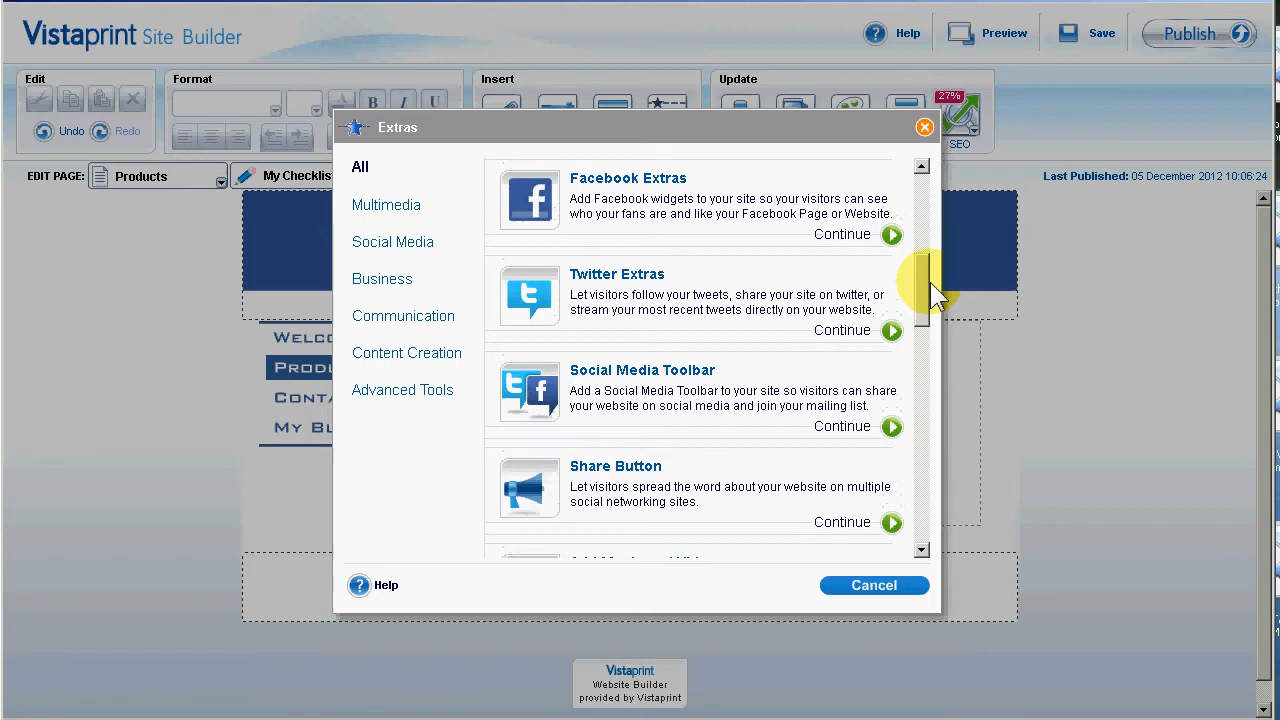 Vistaprint Site Builder
Help
Preview
Save
Publish
Edit
Format
Insert
Update
B
I
U
27%
Undo
Redo
SEO
EDIT PAGE:
Products
My Checklis
Last Published: 05 December 2012 10:06:24
Extras
All
Multimedia
Social Media
Business
Communication
Content Creation
Advanced Tools
Facebook Extras
Add Facebook widgets to your site so your visitors can see
who your fans are and like your Facebook Page or Website.
Continue
Twitter Extras
Let visitors follow your tweets, share your site on twitter, or
stream your most recent tweets directly on your website.
Continue
Social Media Toolbar
Add a Social Media Toolbar to your site so visitors can share
your website on social media and join your mailing list.
Continue
Share Button
Let visitors spread the word about your website on multiple
social networking sites.
Continue
Help
Cancel
Welco
Produ
Conta
My Bl
Vistaprint
Website Builder
provided by Vistaprint